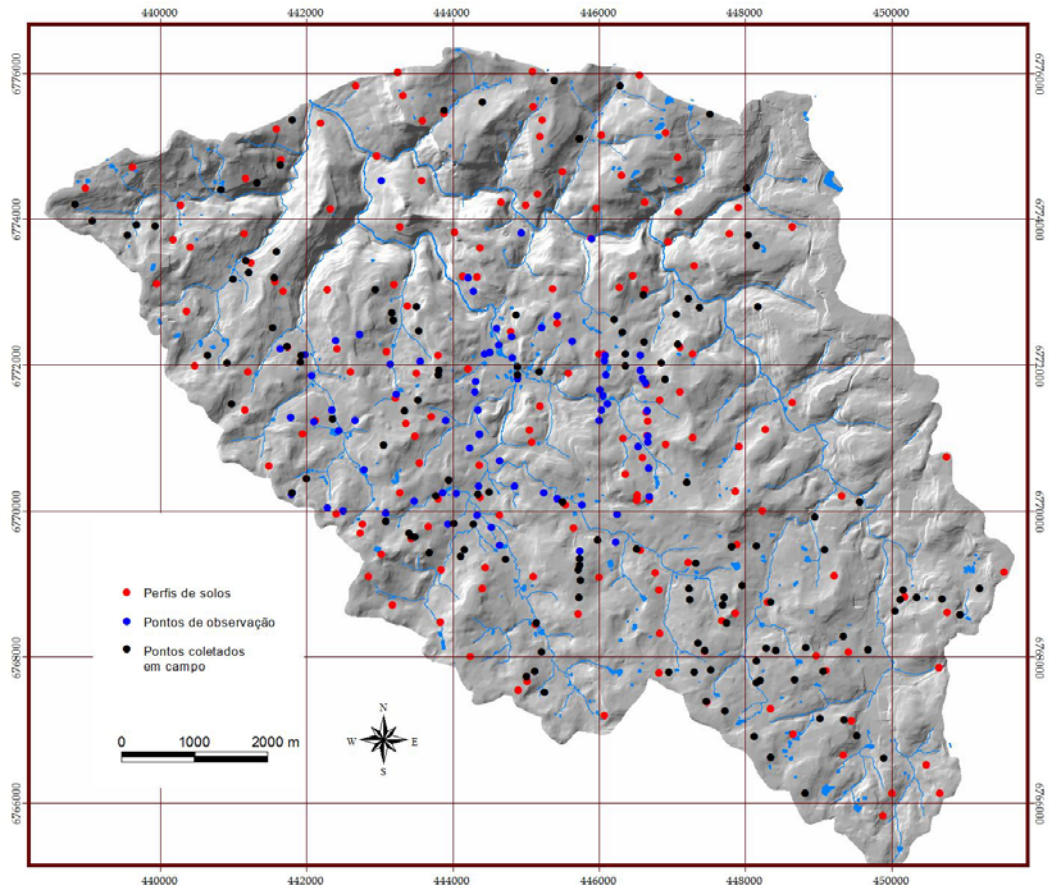 440000 442000 444000 446000 448000 450000
6776000 6776000
6774000 6774000
6772000 6772000
6770000 6770000
Perfis de solos
Pontos de observação
Pontos coletados
em campo
6768000 6768000
N
W E
S
0 1000 2000 m
6766000 6766000
440000 442000 444000 446000 448000 450000